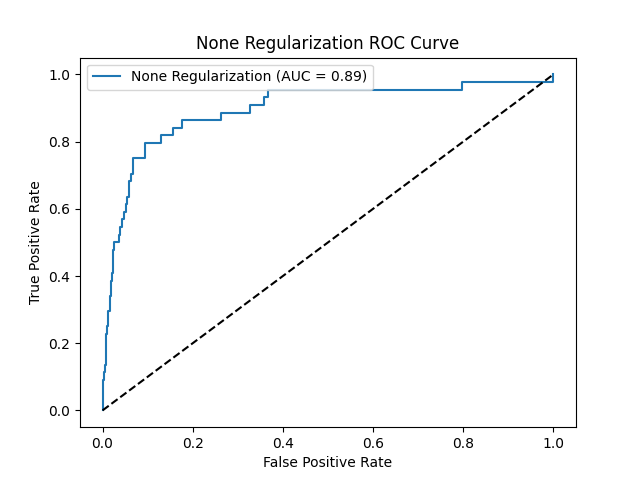 None Regularization ROC Curve
None Regularization (AUC = 0.89)
True Positive Rate
1.0
0.8
0.6
0.4
0.2
0.0
0.0 0.2 0.4 0.6 0.8 1.0
False Positive Rate